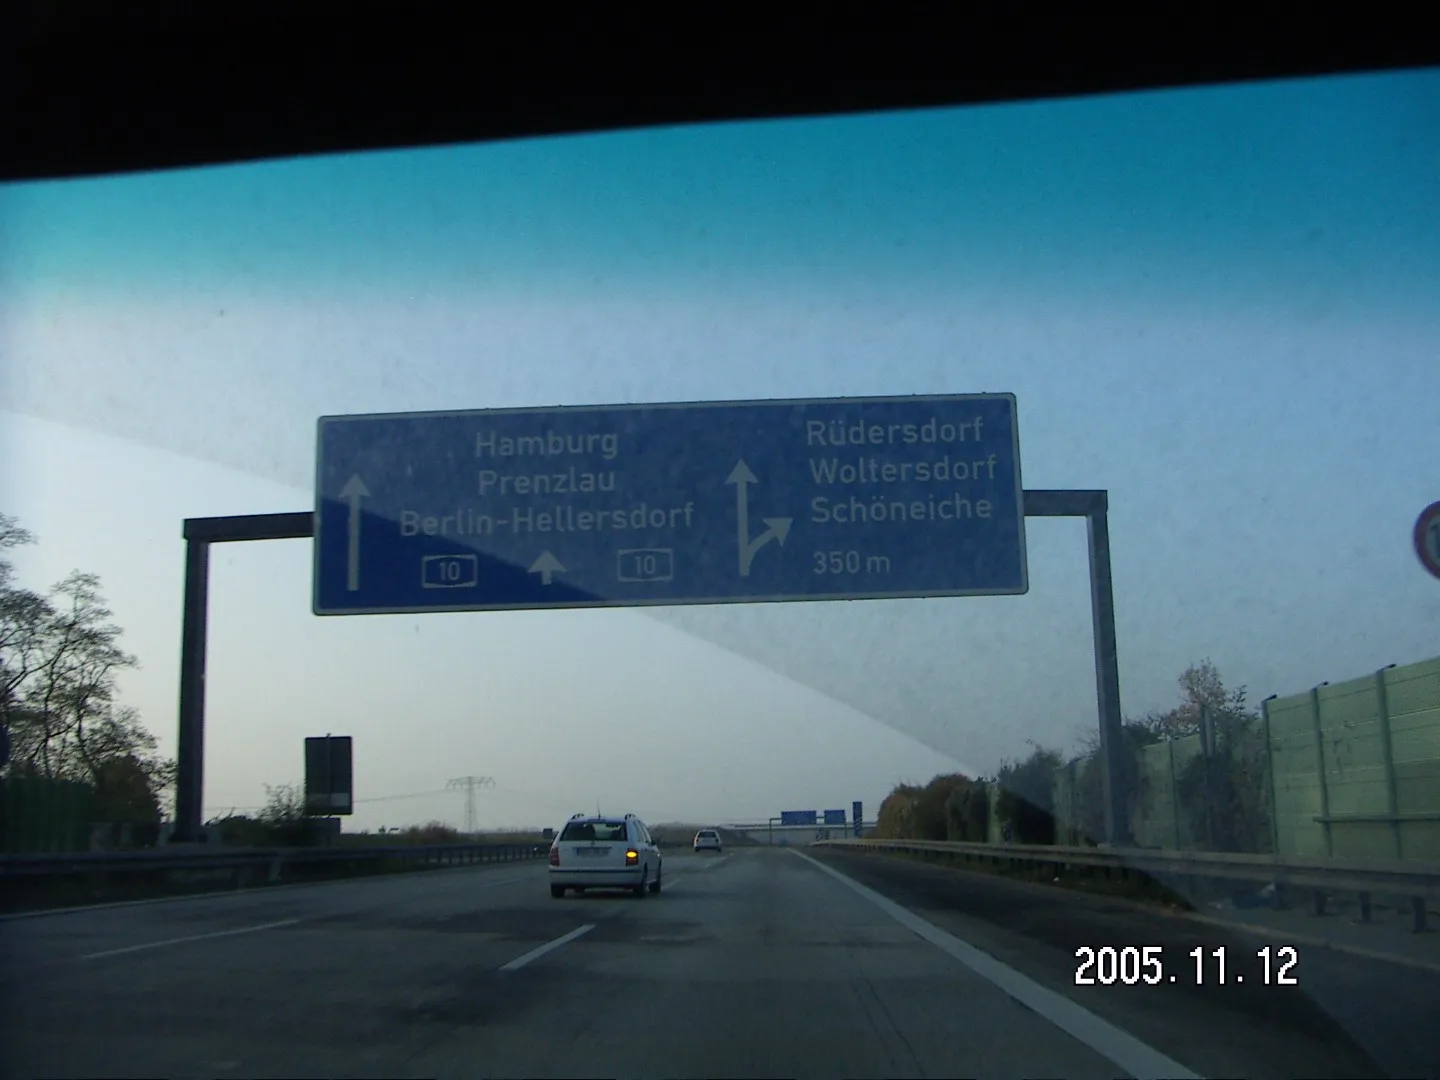 Hamburg
Prenzlau
Berlin-Hellersdorf
10
10
Rüdersdorf
Woltersdorf
Schöneiche
350 m
2005.11.12